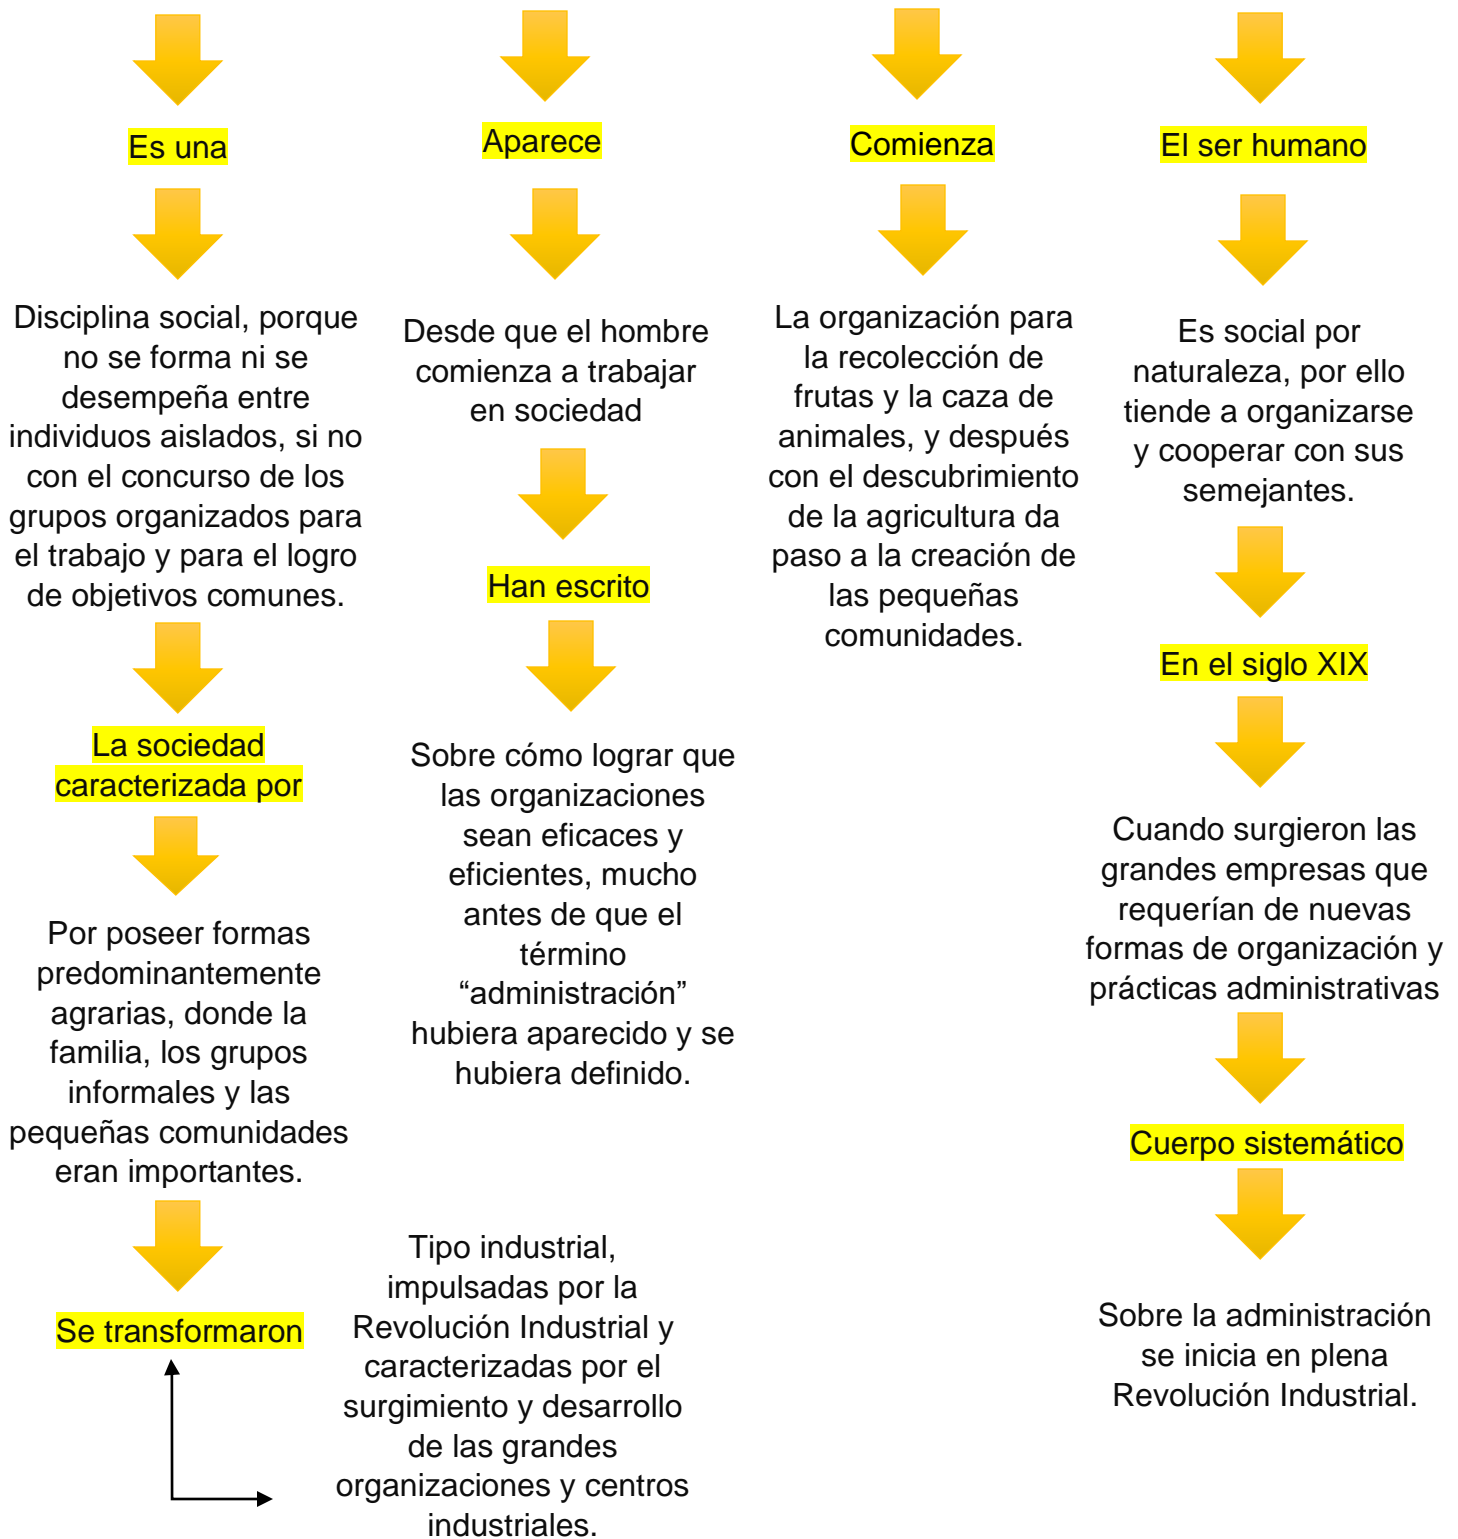 Es una
Disciplina social, porque
no se forma ni se
desempeña entre
individuos aislados, si no
con el concurso de los
grupos organizados para
el trabajo y para el logro
de objetivos comunes.
La sociedad
caracterizada por
Por poseer formas
predominantemente
agrarias, donde la
familia, los grupos
informales y las
pequeñas comunidades
eran importantes.
Se transformaron
Tipo industrial,
impulsadas por la
Revolución Industrial y
caracterizadas por el
surgimiento y desarrollo
de las grandes
organizaciones y centros
industriales.
Aparece
Desde que el hombre
comienza a trabajar
en sociedad
Han escrito
Sobre cómo lograr que
las organizaciones
sean eficaces y
eficientes, mucho
antes de que el
término
“administración”
hubiera aparecido y se
hubiera definido.
Comienza
La organización para
la recolección de
frutas y la caza de
animales, y después
con el descubrimiento
de la agricultura da
paso a la creación de
las pequeñas
comunidades.
El ser humano
Es social por
naturaleza, por ello
tiende a organizarse
y cooperar con sus
semejantes.
En el siglo XIX
Cuando surgieron las
grandes empresas que
requerían de nuevas
formas de organización y
prácticas administrativas
Cuerpo sistemático
Sobre la administración
se inicia en plena
Revolución Industrial.